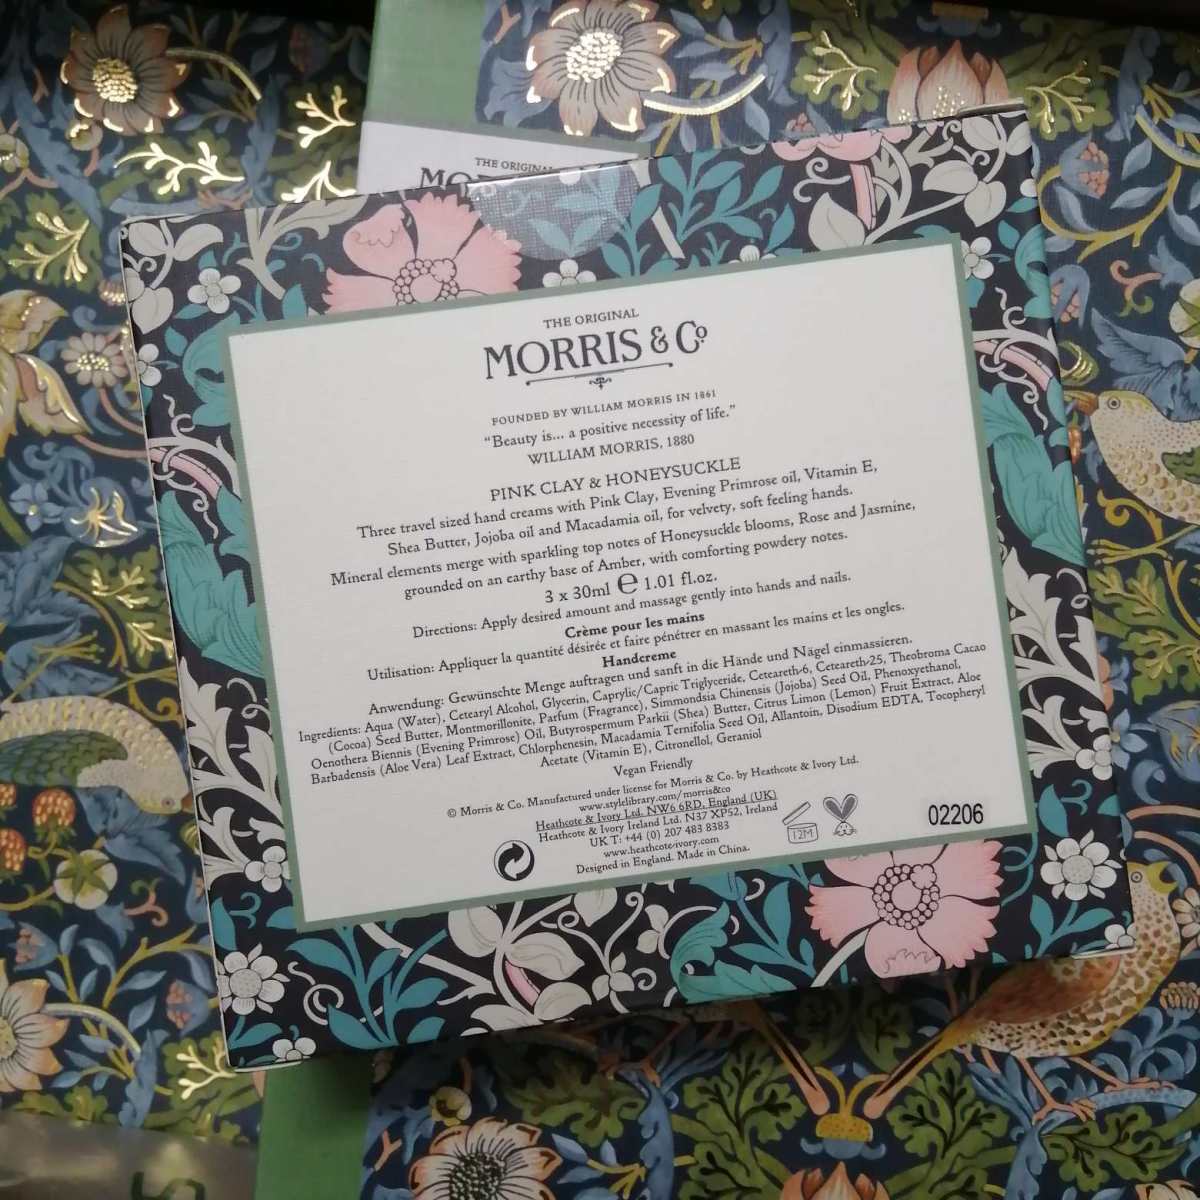 THE ORIGINAL
THE ORIGINAL
MORRIS & Co
FOUNDED BY WILLIAM MORRIS IN 1861
"Beauty is... a positive necessity of life."
WILLIAM MORRIS, 1880
PINK CLAY & HONEYSUCKLE
Three travel sized hand creams with Pink Clay, Evening Primrose oil, Vitamin E,
Shea Butter, Jojoba oil and Macadamia oil, for velvety, soft feeling hands.
Mineral elements merge with sparkling top notes of Honeysuckle blooms, Rose and Jasmine,
grounded on an earthy base of Amber, with comforting powdery notes.
3 x 30ml ℮ 1.01 fl.oz.
Directions: Apply desired amount and massage gently into hands and nails.
Crème pour les mains
Utilisation: Appliquer la quantité désirée et faire pénétrer en massant les mains et les ongles.
Handcreme
Anwendung: Gewünschte Menge auftragen und sanft in die Hände und Nägel einmassieren.
Ingredients: Aqua (Water), Cetearyl Alcohol, Glycerin, Caprylic/Capric Triglyceride, Ceteareth-6, Ceteareth-25, Theobroma Cacao
(Cocoa) Seed Butter, Montmorillonite, Parfum (Fragrance), Simmondsia Chinensis (Jojoba) Seed Oil, Phenoxyethanol,
Oenothera Biennis (Evening Primrose) Oil, Butyrospermum Parkii (Shea) Butter, Citrus Limon (Lemon) Fruit Extract, Aloe
Barbadensis (Aloe Vera) Leaf Extract, Chlorphenesin, Macadamia Ternifolia Seed Oil, Allantoin, Disodium EDTA, Tocopheryl
Acetate (Vitamin E), Citronellol, Geraniol
Vegan Friendly
© Morris & Co. Manufactured under license for Morris & Co. by Heathcote & Ivory Ltd.
www.stylelibrary.com/morris&co
Heathcote & Ivory Ltd. NW6 6RD, England (UK)
Heathcote & Ivory Ireland Ltd. N37 XP52, Ireland
UK T: +44 (0) 207 483 8383
www.heathcote-ivory.com
Designed in England. Made in China.
12M
02206